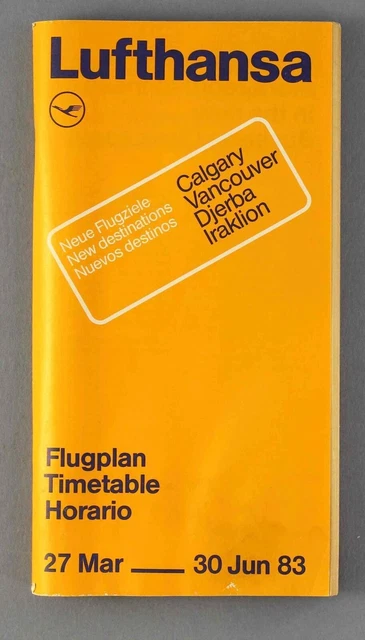 Lufthansa
Neue Flugziele
New destinations
Nuevos destinos
Calgary
Vancouver
Djerba
Iraklion
Flugplan
Timetable
Horario
27 Mar — 30 Jun 83